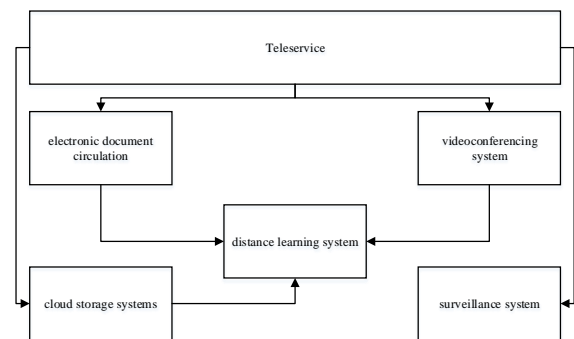 Teleservice
electronic document
circulation
videoconferencing
system
distance learning system
cloud storage systems
surveillance system